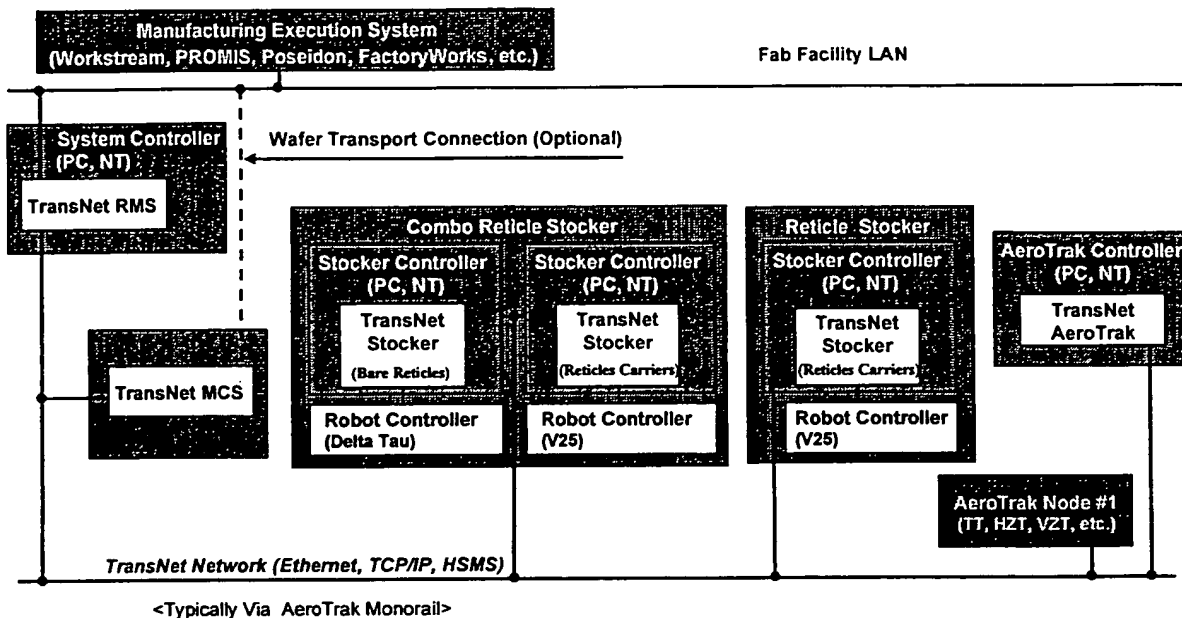 Manufacturing Execution System
(Workstream, PROMIS, Poseidon, FactoryWorks, etc.)
Fab Facility LAN
System Controller
(PC, NT)
TransNet RMS
Wafer Transport Connection (Optional)
Combo Reticle Stocker
Stocker Controller
(PC, NT)
TransNet
Stocker
(Bare Reticles)
Robot Controller
(Delta Tau)
Stocker Controller
(PC, NT)
TransNet
Stocker
(Reticles Carriers)
Robot Controller
(V25)
Reticle Stocker
Stocker Controller
(PC, NT)
TransNet
Stocker
(Reticles Carriers)
Robot Controller
(V25)
AeroTrak Controller
(PC, NT)
TransNet
AeroTrak
TransNet MCS
AeroTrak Node #1
(TT, HZT, VZT, etc.)
TransNet Network (Ethernet, TCP/IP, HSMS)
<Typically Via AeroTrak Monorail>